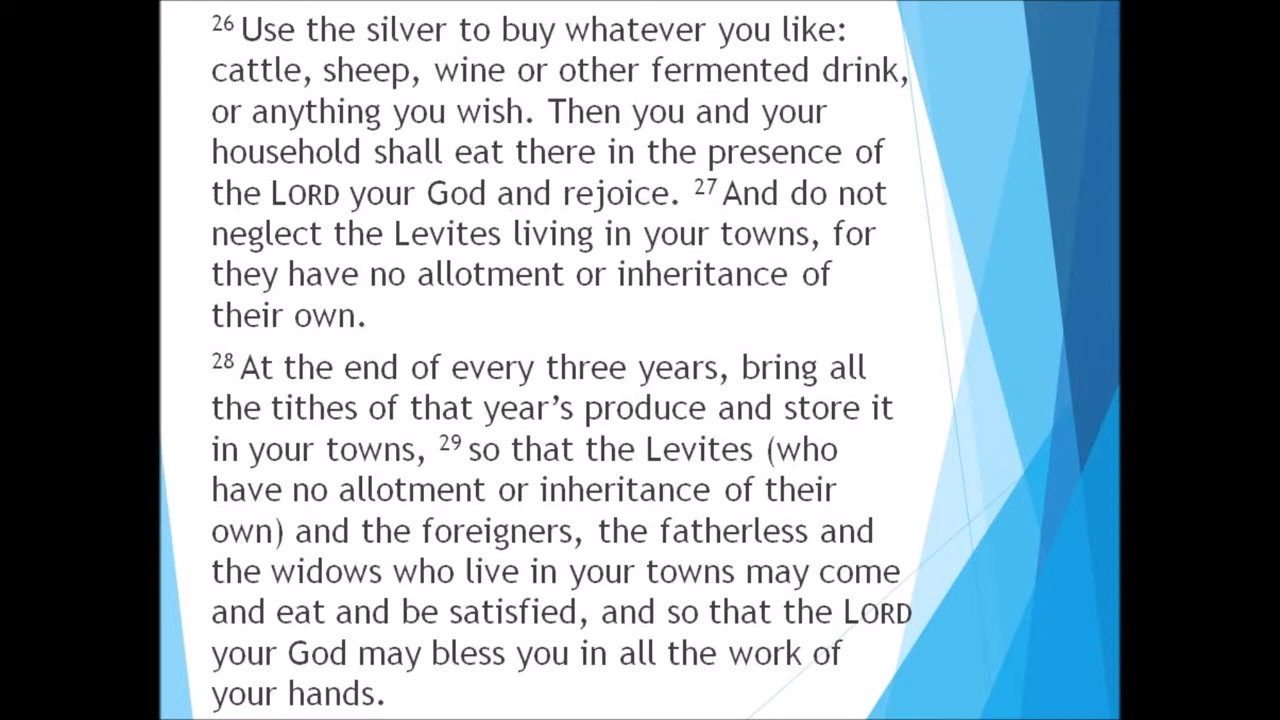 26 Use the silver to buy whatever you like:
cattle, sheep, wine or other fermented drink,
or anything you wish. Then you and your
household shall eat there in the presence of
the LORD your God and rejoice. 27 And do not
neglect the Levites living in your towns, for
they have no allotment or inheritance of
their own.
28 At the end of every three years, bring all
the tithes of that year’s produce and store it
in your towns, 29 so that the Levites (who
have no allotment or inheritance of their
own) and the foreigners, the fatherless and
the widows who live in your towns may come
and eat and be satisfied, and so that the LORD
your God may bless you in all the work of
your hands.